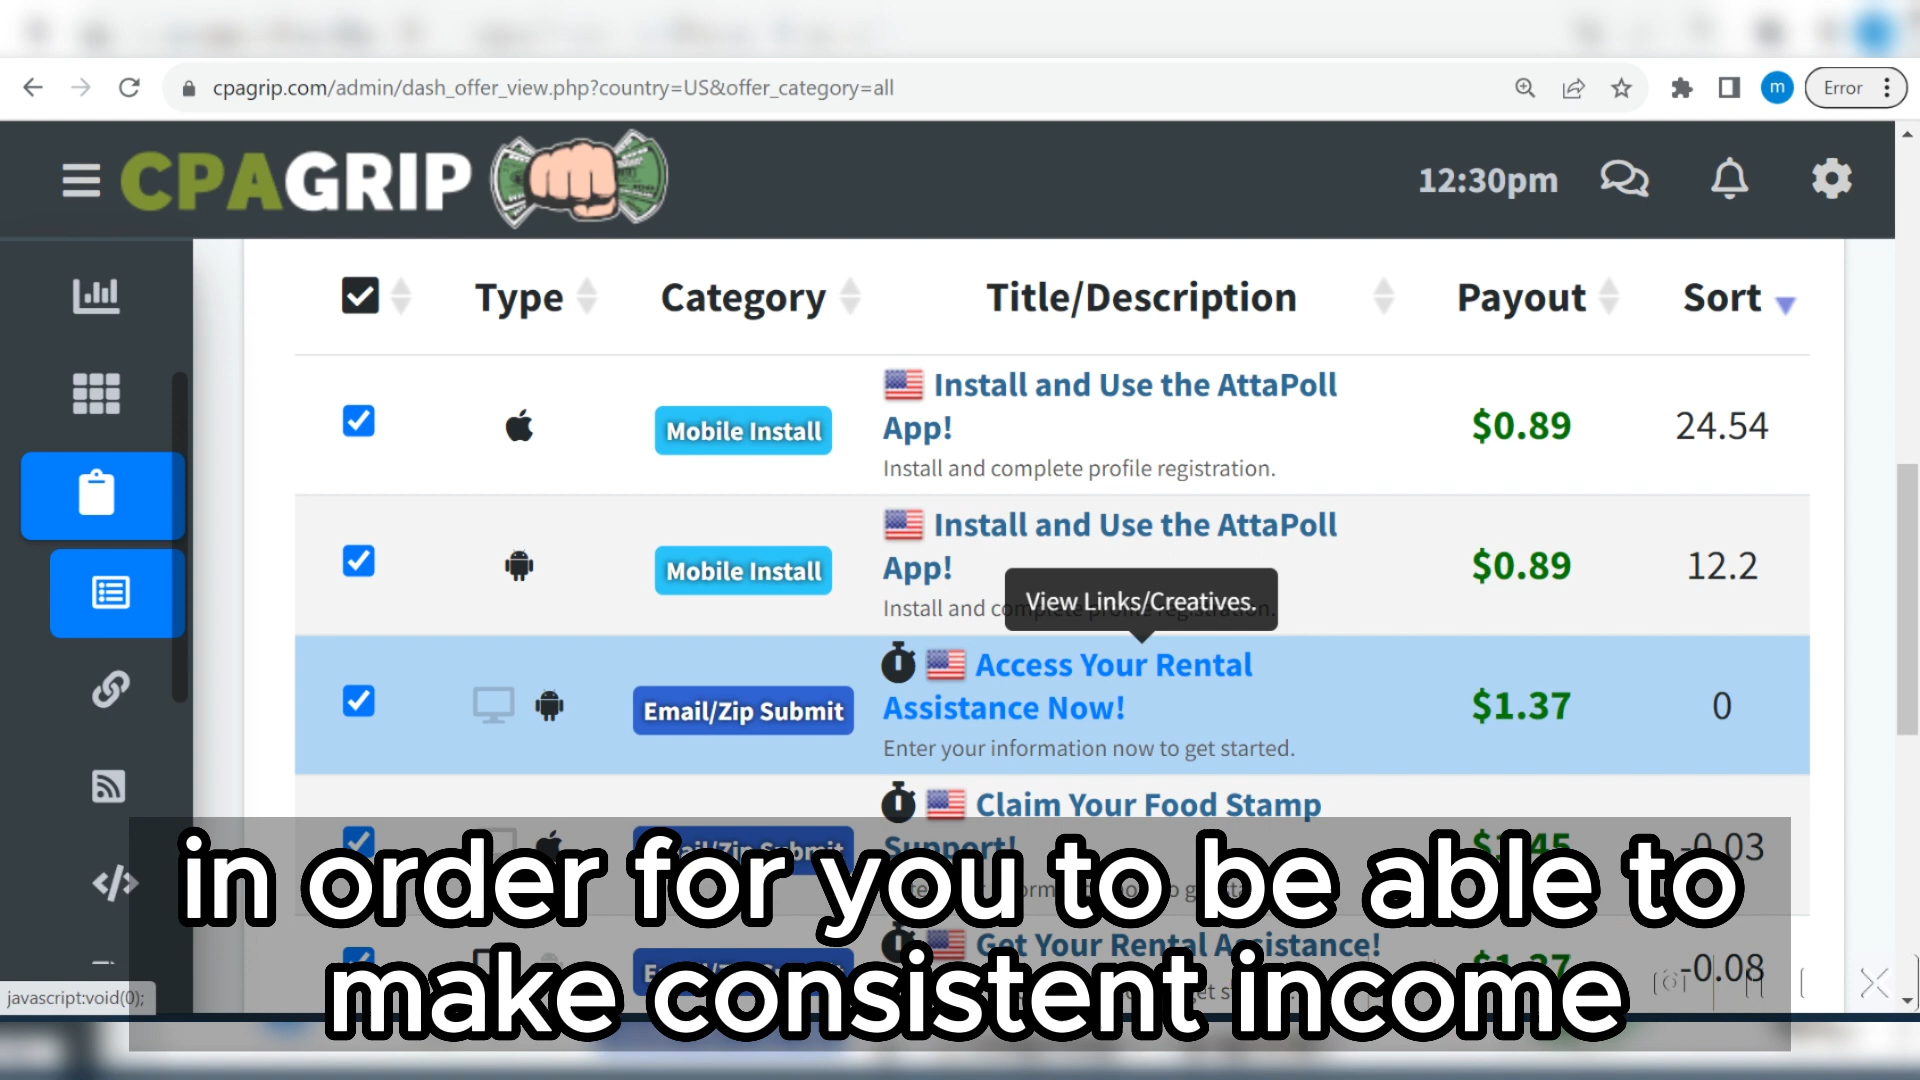 cpagrip.com/admin/dash_offer_view.php?country=US&offer_category=all
m
Error
CPAGRIP
12:30pm
Type Category Title/Description Payout Sort
Install and Use the AttaPoll
Mobile Install App! $0.89 24.54
Install and complete profile registration.
Install and Use the AttaPoll
Mobile Install App! $0.89 12.2
View Links/Creatives.
Install and complete profile registration.
Access Your Rental
Email/Zip Submit Assistance Now! $1.37 0
Enter your information now to get started.
Claim Your Food Stamp
Support! -0.03
Get Your Rental Assistance!
-0.08
in order for you to be able to
make consistent income
javascript:void(0);